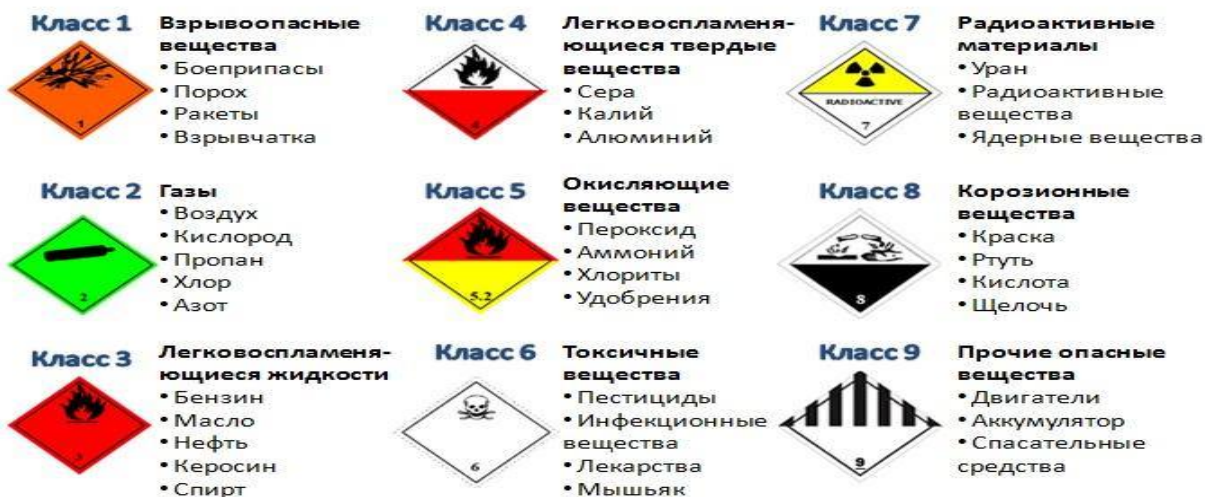 Класс 1
Взрывоопасные
вещества
• Боеприпасы
• Порох
• Ракеты
• Взрывчатка
1
Класс 4
Легковоспламеня-
ющиеся твердые
вещества
• Сера
• Калий
• Алюминий
4
Класс 7
Радиоактивные
материалы
• Уран
• Радиоактивные
вещества
• Ядерные вещества
RADIOACTIVE
7
Класс 2
Газы
• Воздух
• Кислород
• Пропан
• Хлор
• Азот
2
Класс 5
Окисляющие
вещества
• Пероксид
• Аммоний
• Хлориты
• Удобрения
5.2
Класс 8
Корозионные
вещества
• Краска
• Ртуть
• Кислота
• Щелочь
8
Класс 3
Легковоспламеня-
ющиеся жидкости
• Бензин
• Масло
• Нефть
• Керосин
• Спирт
3
Класс 6
Токсичные
вещества
• Пестициды
• Инфекционные
вещества
• Лекарства
• Мышьяк
6
Класс 9
Прочие опасные
вещества
• Двигатели
• Аккумулятор
• Спасательные
средства
9